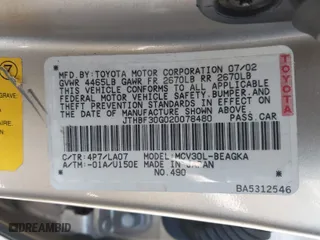 MFD.BY:TOYOTA MOTOR CORPORATION 07/02
GVWR 4465LB GAWR FR 2670LB RR 2670LB
THIS VEHICLE CONFORMS TO ALL APPLICABLE
FEDERAL MOTOR VEHICLE SAFETY,BUMPER,AND
THEFT PREVENTION STANDARDS IN EFFECT ON
THE DATE OF MANUFACTURE SHOWN ABOVE.
JTHBF30G020078480 PASS.CAR
C/TR:4P7/LA07 MODEL:MCV30L-BEAGKA
A/TM:-01A/U150E MADE IN JAPAN
NO.490
TOYOTA
BA5312546
DREAMBID